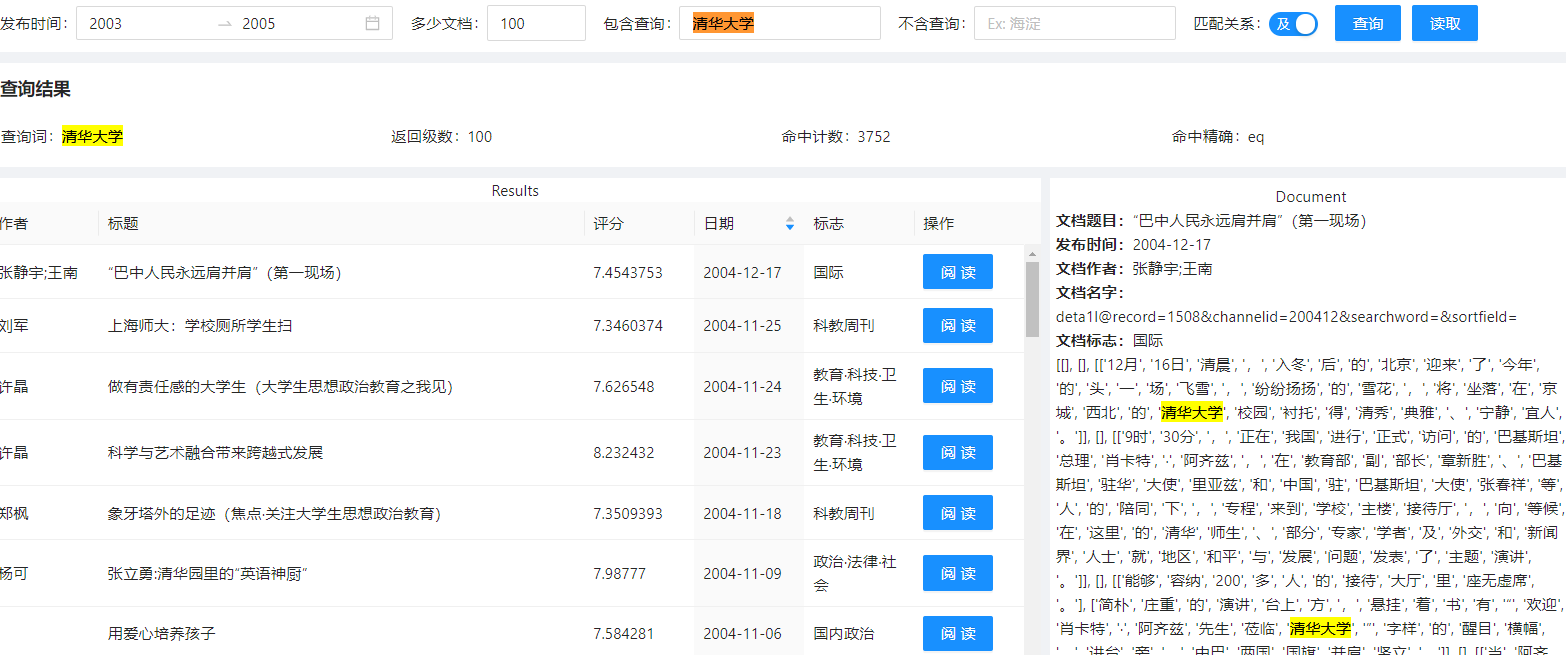 发布时间： 2003 → 2005 多少文档： 100 包含查询： 清华大学 不含查询： Ex: 海淀 匹配关系： 及 查询 读取
查询结果
查询词：清华大学 返回级数：100 命中计数：3752 命中精确：eq
Results
作者 标题 评分 日期 标志 操作
张静宇;王南 “巴中人民永远肩并肩”（第一现场） 7.4543753 2004-12-17 国际 阅 读
刘军 上海师大：学校厕所学生扫 7.3460374 2004-11-25 科教周刊 阅 读
许晶 做有责任感的大学生（大学生思想政治教育之我见） 7.626548 2004-11-24 教育·科技·卫
生·环境 阅 读
许晶 科学与艺术融合带来跨越式发展 8.232432 2004-11-23 教育·科技·卫
生·环境 阅 读
郑枫 象牙塔外的足迹（焦点·关注大学生思想政治教育） 7.3509393 2004-11-18 科教周刊 阅 读
杨可 张立勇:清华园里的“英语神厨” 7.98777 2004-11-09 政治·法律·社
会 阅 读
用爱心培养孩子 7.584281 2004-11-06 国内政治 阅 读
Document
文档题目：“巴中人民永远肩并肩”（第一现场）
发布时间：2004-12-17
文档作者：张静宇;王南
文档名字：
deta1l@record=1508&channelid=200412&searchword=&sortfield=
文档标志：国际
[[], [], [['12月', '16日', '清晨', '，', '入冬', '后', '的', '北京', '迎来', '了', '今年',
'的', '头', '一', '场', '飞雪', '，', '纷纷扬扬', '的', '雪花', '，', '将', '坐落', '在', '京
城', '西北', '的', '清华大学', '校园', '衬托', '得', '清秀', '典雅', '、', '宁静', '宜人',
'。']], [], [['9时', '30分', '，', '正在', '我国', '进行', '正式', '访问', '的', '巴基斯坦',
'总理', '肖卡特', '·', '阿齐兹', '，', '在', '教育部', '副', '部长', '章新胜', '、', '巴基
斯坦', '驻华', '大使', '里亚兹', '和', '中国', '驻', '巴基斯坦', '大使', '张春祥', '等',
'人', '的', '陪同', '下', '，', '专程', '来到', '学校', '主楼', '接待厅', '，', '向', '等候',
'在', '这里', '的', '清华', '师生', '、', '部分', '专家', '学者', '及', '外交', '和', '新闻
界', '人士', '就', '地区', '和平', '与', '发展', '问题', '发表', '了', '主题', '演讲',
'。']], [], [['能够', '容纳', '200', '多', '人', '的', '接待', '大厅', '里', '座无虚席',
'。'], ['简朴', '庄重', '的', '演讲', '台上', '方', '，', '悬挂', '着', '书', '有', '“', '欢迎',
'肖卡特', '·', '阿齐兹', '先生', '莅临', '清华大学', '”', '字样', '的', '醒目', '横幅',
'，', '讲台', '旁', '，', '中巴', '两国', '国旗', '并肩', '竖立', '。']], [], [['当', '阿齐